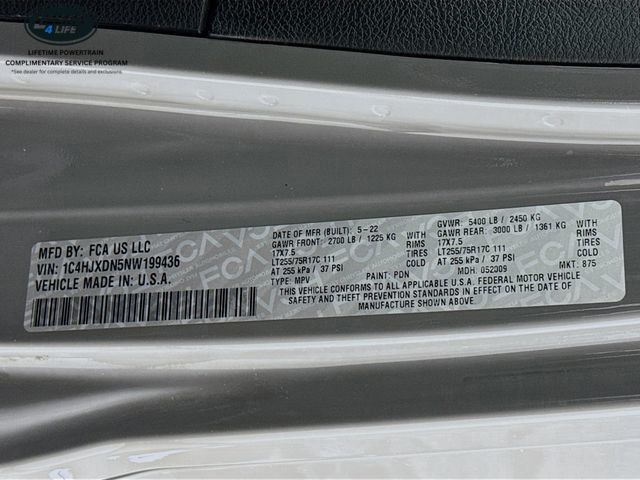 4 LIFE
LIFETIME POWERTRAIN
COMPLIMENTARY SERVICE PROGRAM
*See dealer for complete details and exclusions.
MFD BY: FCA US LLC
VIN: 1C4HJXDN5NW199436
VEHICLE MADE IN: U.S.A.
DATE OF MFR (BUILT): 5-22
GVWR: 5400 LB / 2450 KG
GAWR FRONT: 2700 LB / 1225 KG
GAWR REAR: 3000 LB / 1361 KG
17X7.5 RIMS 17X7.5 RIMS
LT255/75R17C 111 TIRES LT255/75R17C 111 TIRES
AT 255 kPa / 37 PSI AT 255 kPa / 37 PSI
TYPE: MPV PAINT: PDN MDH: 052309 MKT: 875
THIS VEHICLE CONFORMS TO ALL APPLICABLE U.S.A. FEDERAL MOTOR VEHICLE
SAFETY AND THEFT PREVENTION STANDARDS IN EFFECT ON THE DATE OF
MANUFACTURE SHOWN ABOVE.